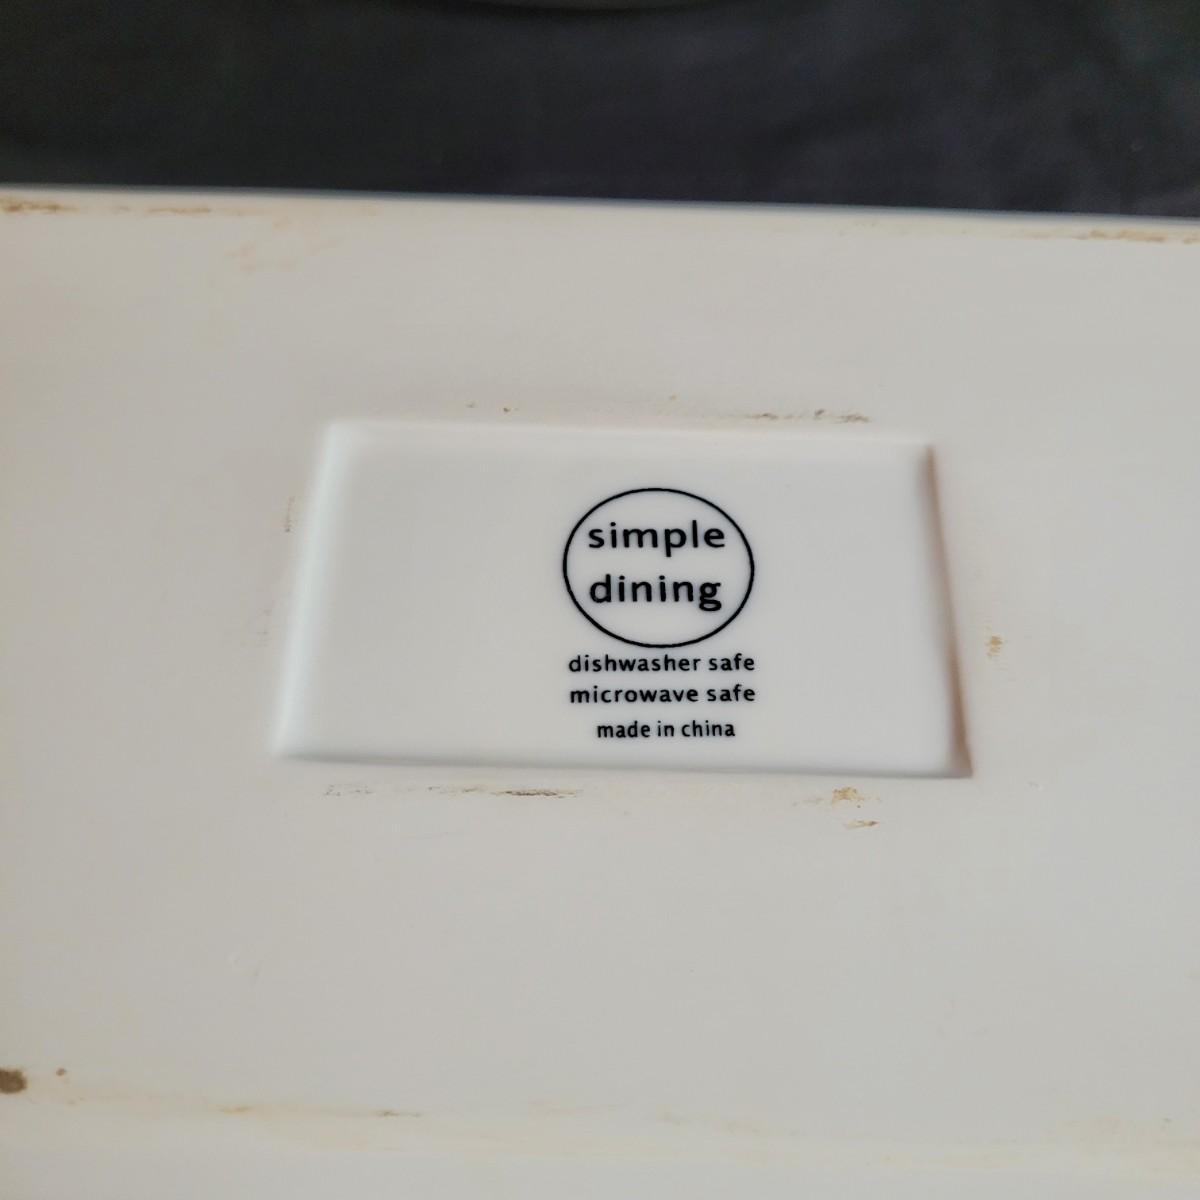 simple
dining
dishwasher safe
microwave safe
made in china